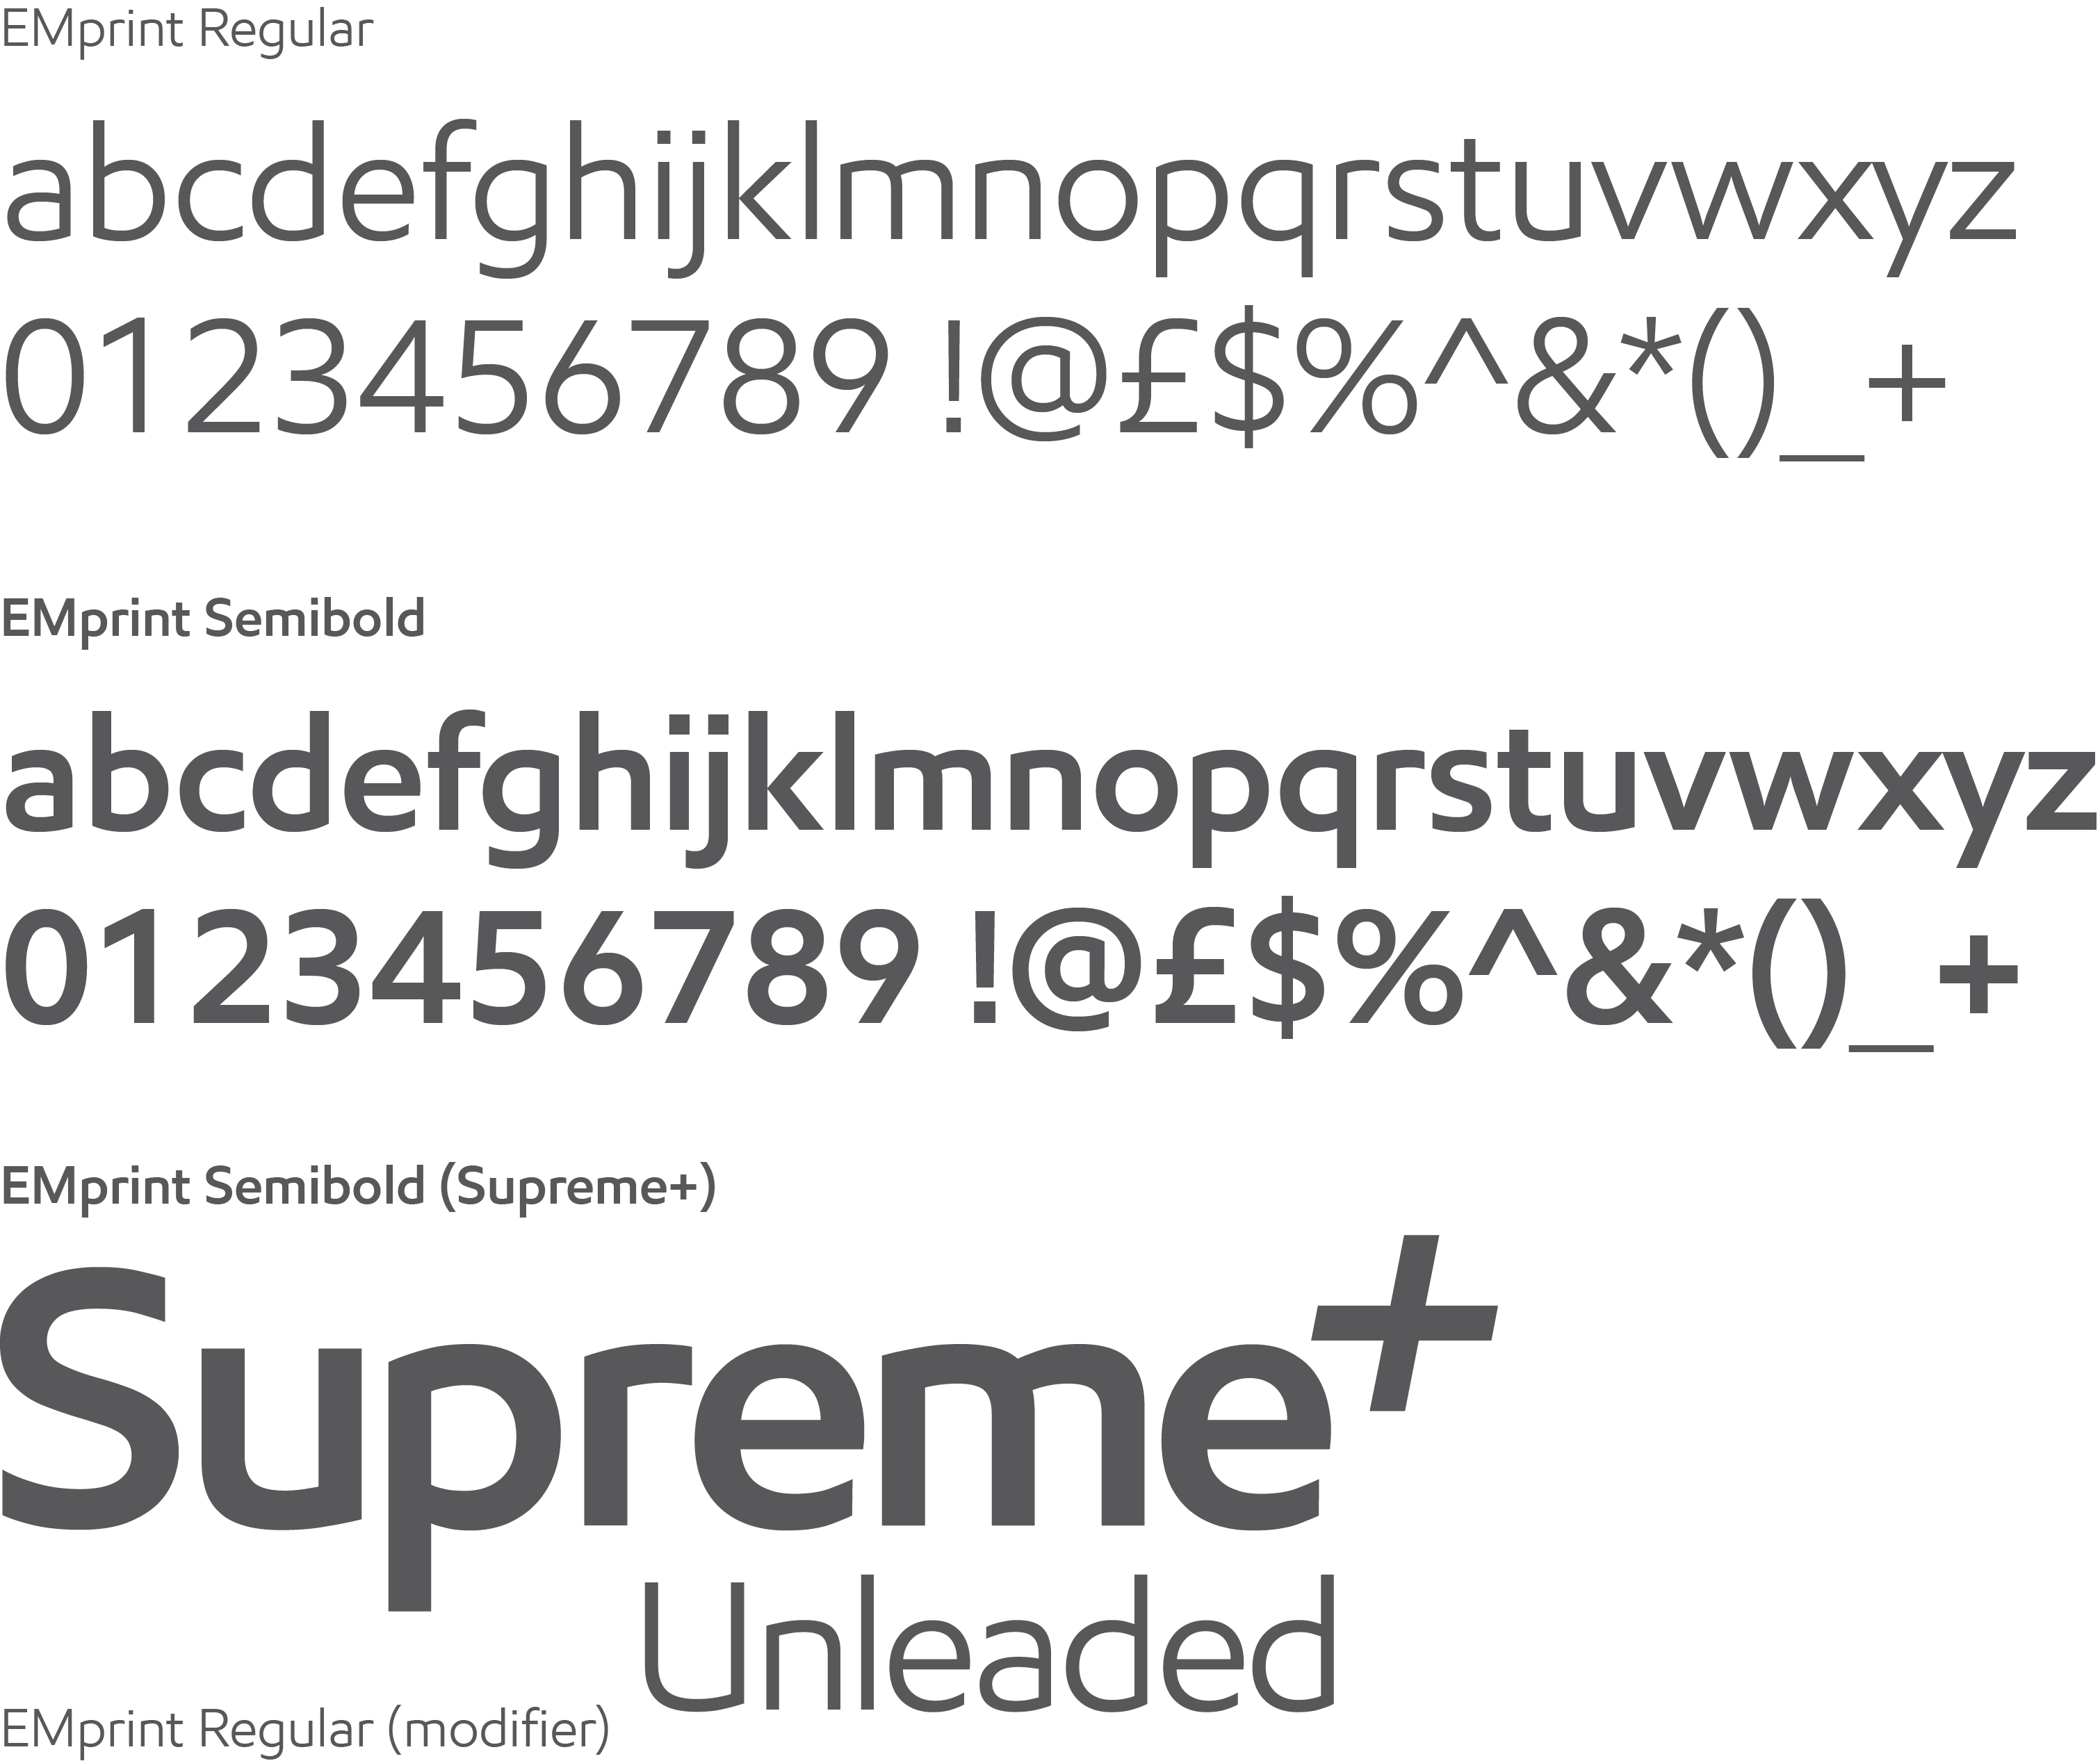 EMprint Regular
abcdefghijklmnopqrstuvwxyz
0123456789 !@£$%^&*()_+
EMprint Semibold
abcdefghijklmnopqrstuvwxyz
0123456789 !@£$%^&*()_+
EMprint Semibold (Supreme+)
Supreme+
Unleaded
EMprint Regular (modifier)